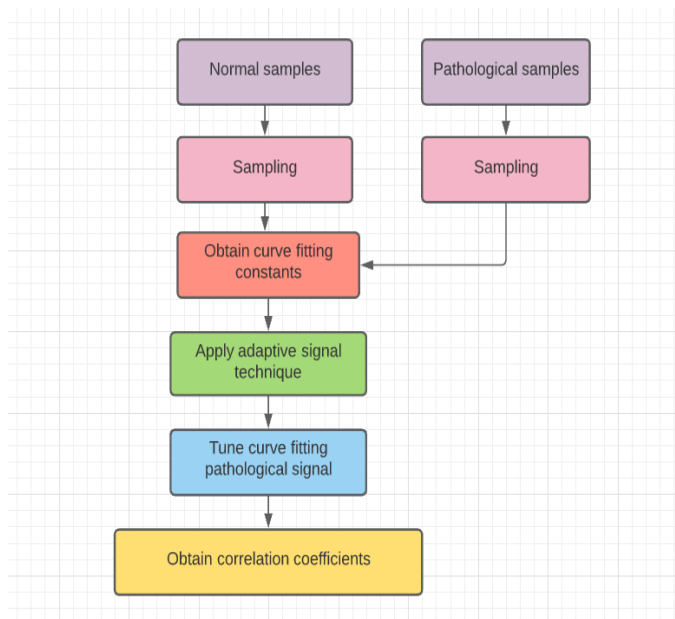 Normal samples
Pathological samples
Sampling
Sampling
Obtain curve fitting
constants
Apply adaptive signal
technique
Tune curve fitting
pathological signal
Obtain correlation coefficients